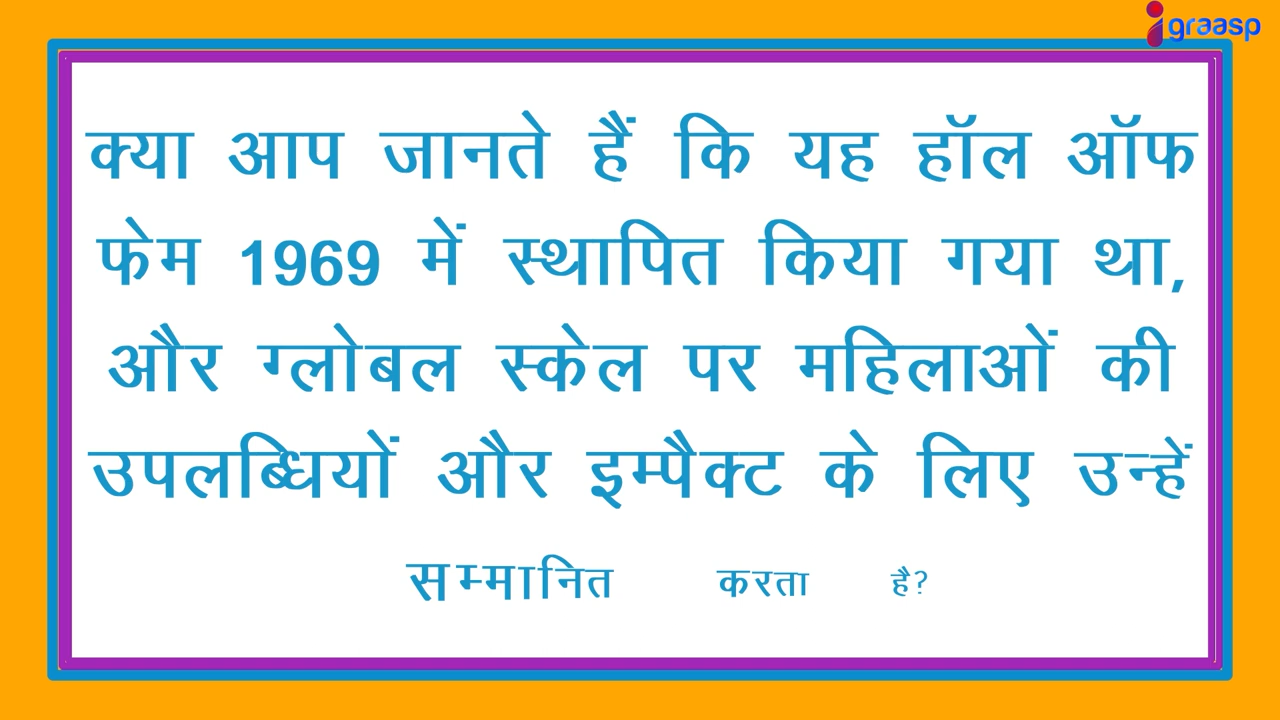 igraasp
क्या आप जानते हैं कि यह हॉल ऑफ
फेम 1969 में स्थापित किया गया था,
और ग्लोबल स्केल पर महिलाओं की
उपलब्धियों और इम्पैक्ट के लिए उन्हें
सम्मानित करता है?